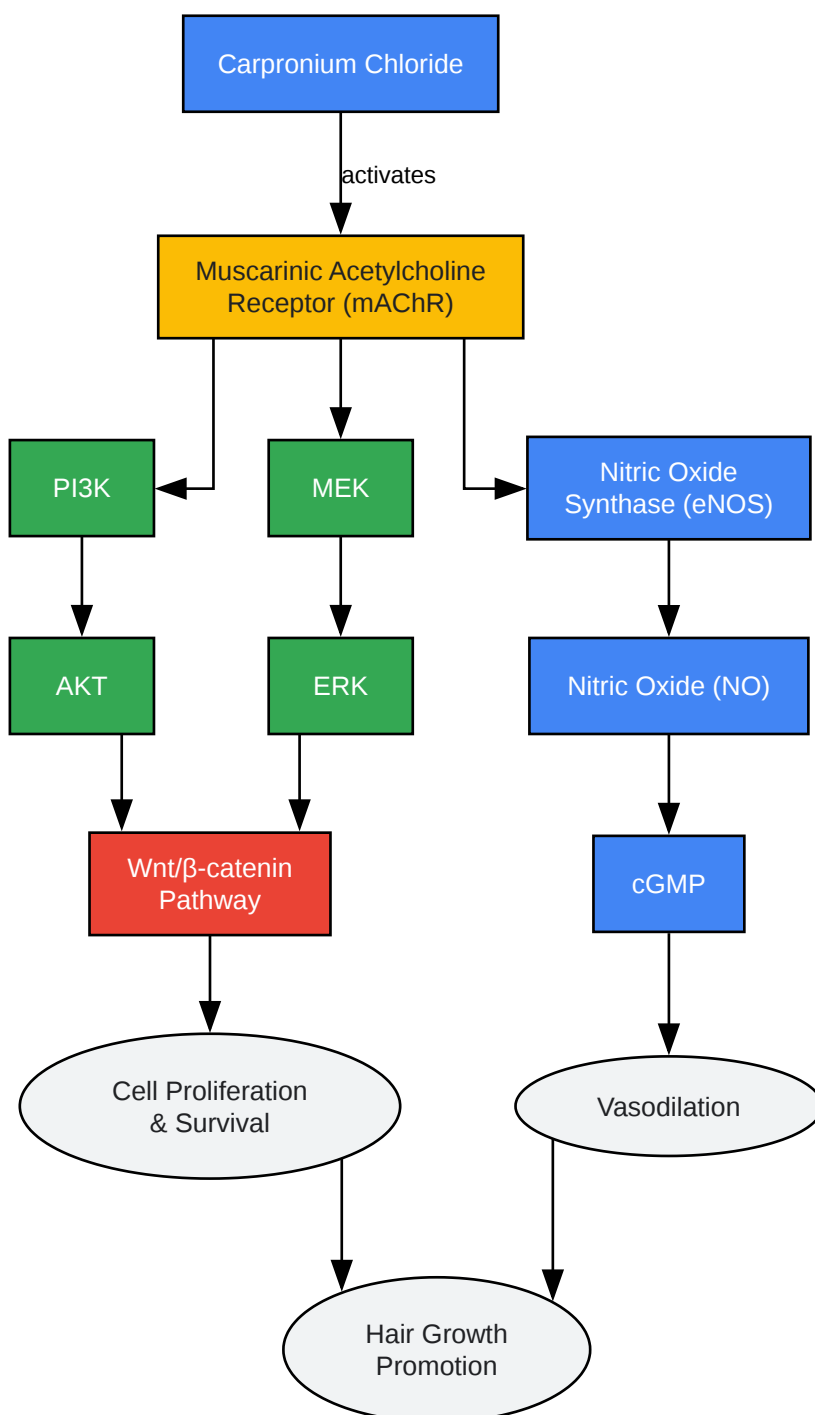 Carpronium Chloride
activates
Muscarinic Acetylcholine
Receptor (mAChR)
PI3K
MEK
Nitric Oxide
Synthase (eNOS)
AKT
ERK
Nitric Oxide (NO)
Wnt/β-catenin
Pathway
cGMP
Cell Proliferation
& Survival
Vasodilation
Hair Growth
Promotion